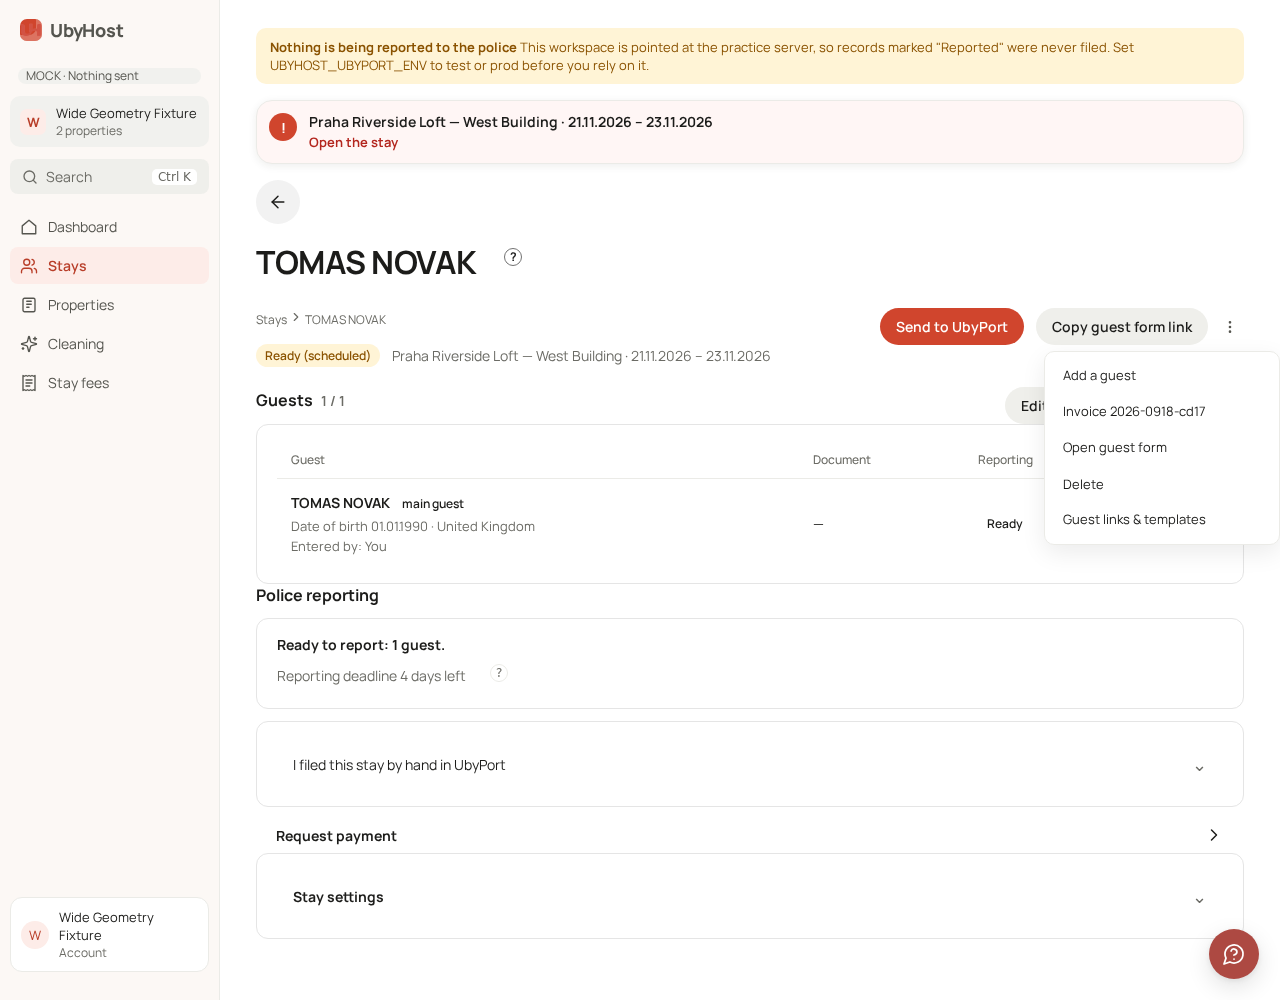 UbyHost
MOCK · Nothing sent
W
Wide Geometry Fixture
2 properties
Search
Ctrl K
Dashboard
Stays
Properties
Cleaning
Stay fees
W
Wide Geometry
Fixture
Account
Nothing is being reported to the police This workspace is pointed at the practice server, so records marked "Reported" were never filed. Set
UBYHOST_UBYPORT_ENV to test or prod before you rely on it.
!
Praha Riverside Loft — West Building · 21.11.2026 – 23.11.2026
Open the stay
TOMAS NOVAK
?
Stays
TOMAS NOVAK
Send to UbyPort
Copy guest form link
Ready (scheduled)
Praha Riverside Loft — West Building · 21.11.2026 – 23.11.2026
Add a guest
Invoice 2026-0918-cd17
Open guest form
Delete
Guest links & templates
Guests 1 / 1
Edit
Guest
Document
Reporting
TOMAS NOVAK main guest
Date of birth 01.01.1990 · United Kingdom
Entered by: You
—
Ready
Police reporting
Ready to report: 1 guest.
Reporting deadline 4 days left
?
I filed this stay by hand in UbyPort
Request payment
Stay settings